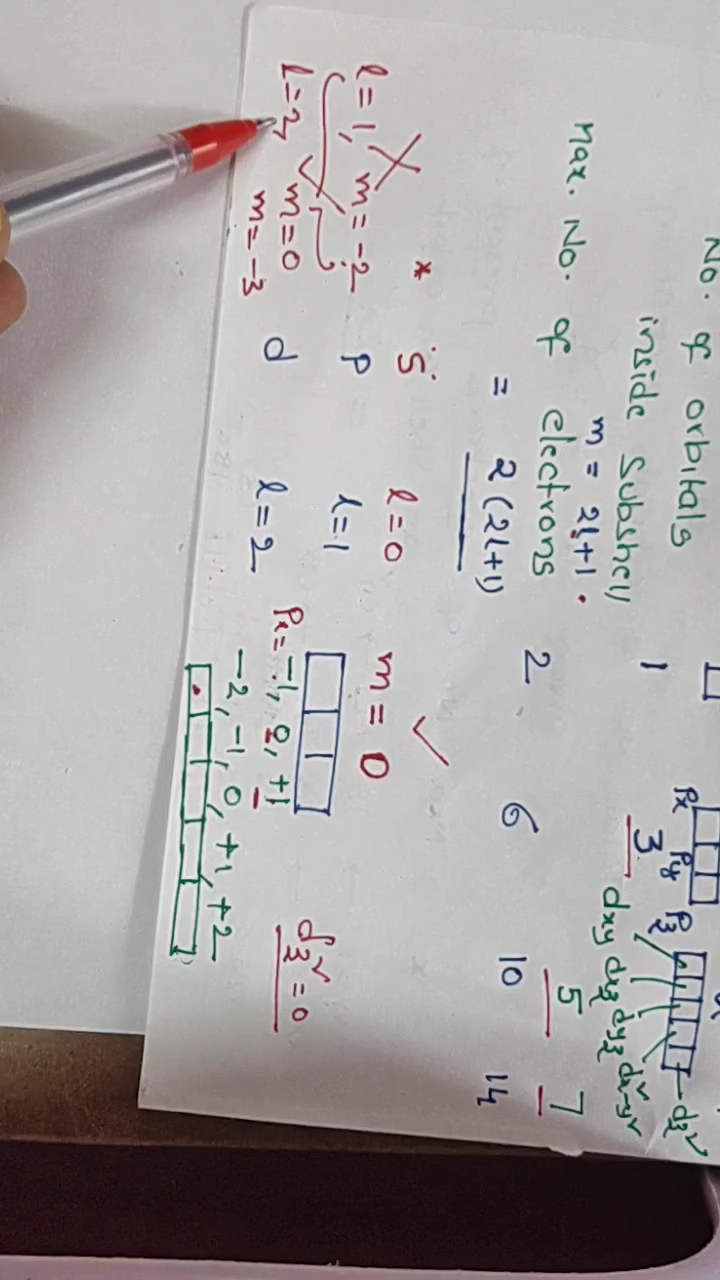 No. of orbitals
inside subshell
m = 2l+1.
1 3 5 7
Px Py Pz
dxy dxz dyz dx²-y² dz²
Max. No. of electrons
= 2(2l+1)
2 6 10 14
* S l=0 m = 0 ✓
l=1, m=-2 P l=1
Px = -1, 0, +1
dz² = 0
l=2, m=0 d l=2
-2, -1, 0, +1, +2
m=-3